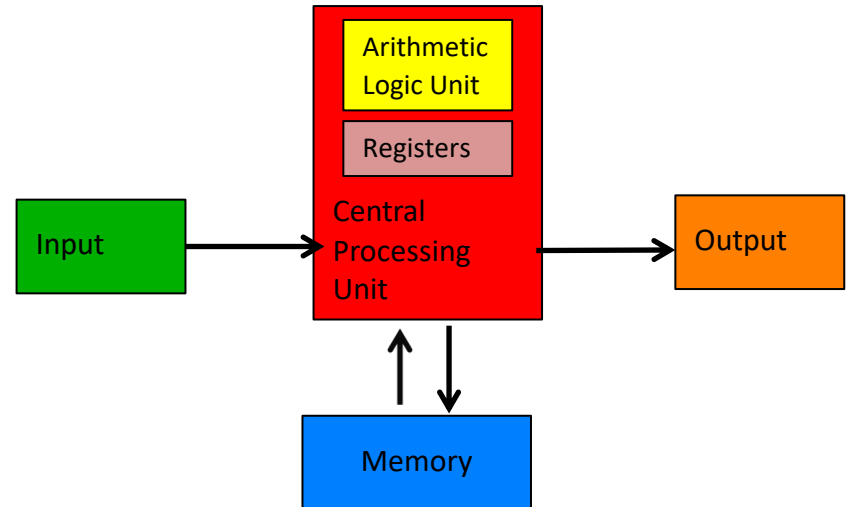 Arithmetic
Logic Unit
Registers
Central
Processing
Unit
Input
Output
Memory